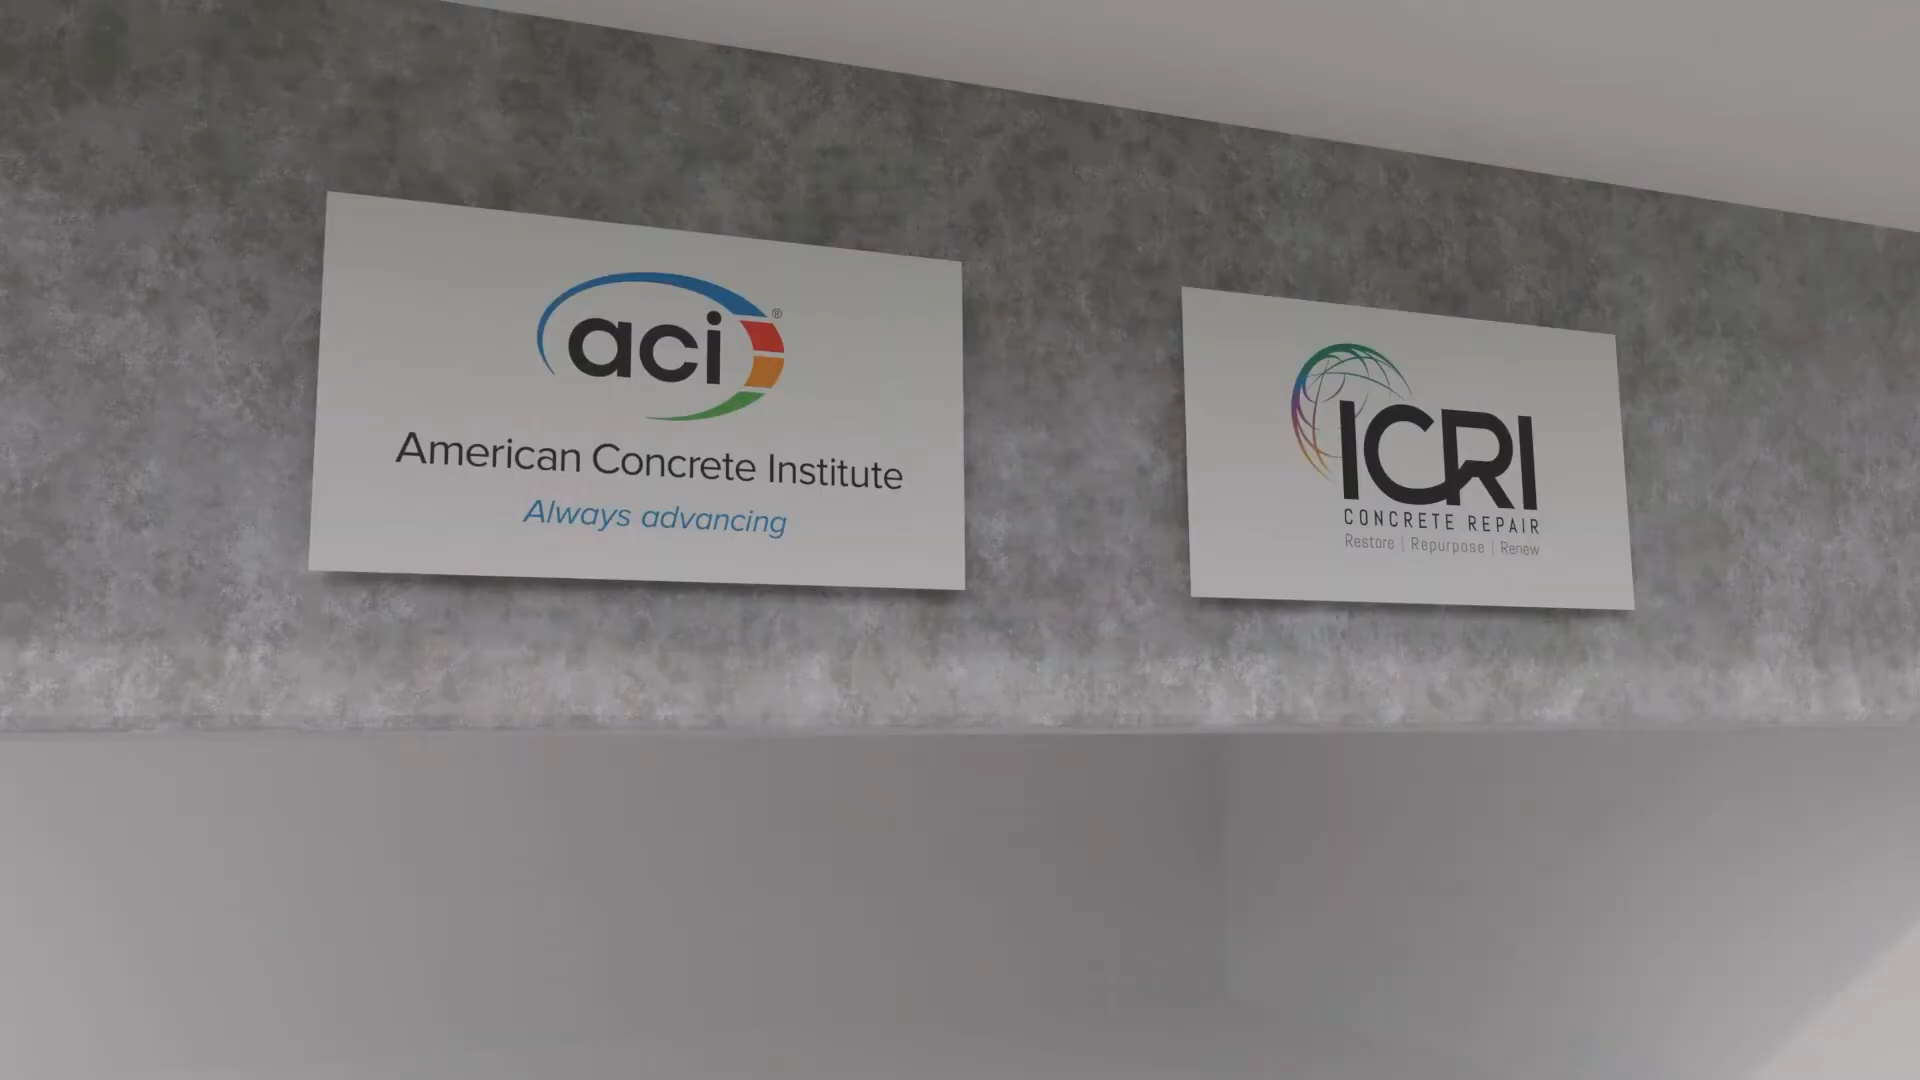 aci®
American Concrete Institute
Always advancing
ICRI
CONCRETE REPAIR
Restore | Repurpose | Renew